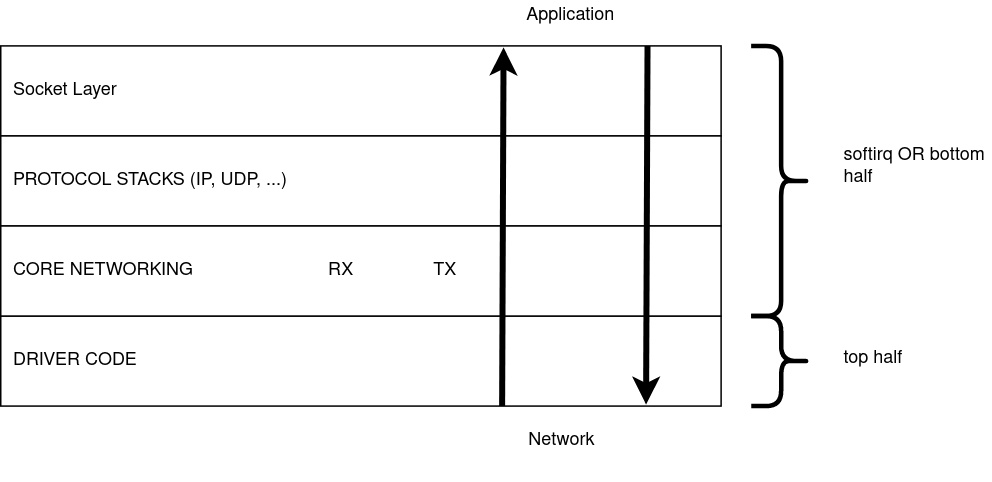 Application
Socket Layer
PROTOCOL STACKS (IP, UDP, ...)
softirq OR bottom
half
CORE NETWORKING RX TX
DRIVER CODE
top half
Network